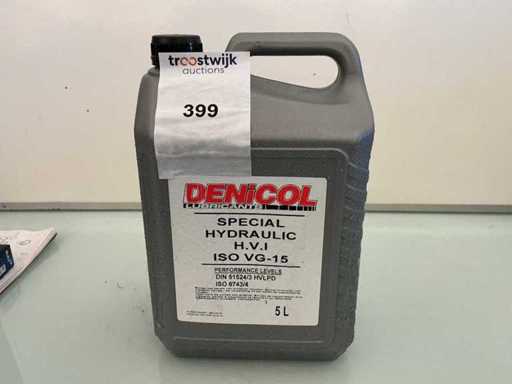 troostwijk
auctions
399
DENiCOL
LUBRICANTS
SPECIAL
HYDRAULIC
H.V.I
ISO VG-15
PERFORMANCE LEVELS
DIN 51524/3 HVLPD
ISO 6743/4
5 L